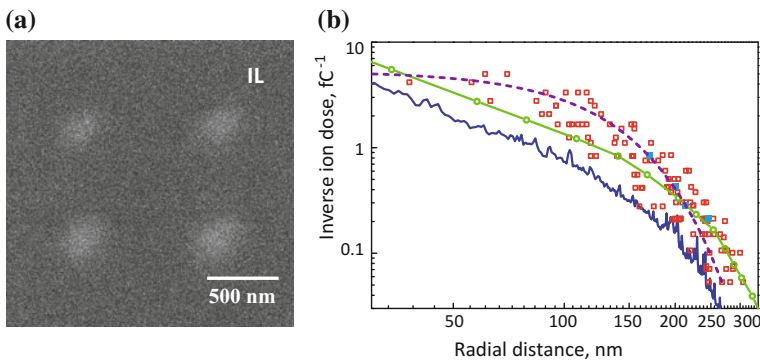 (a)
IL
500 nm
(b)
Inverse ion dose, fC⁻¹
10
1
0.1
50
100
150
200
250
300
Radial distance, nm